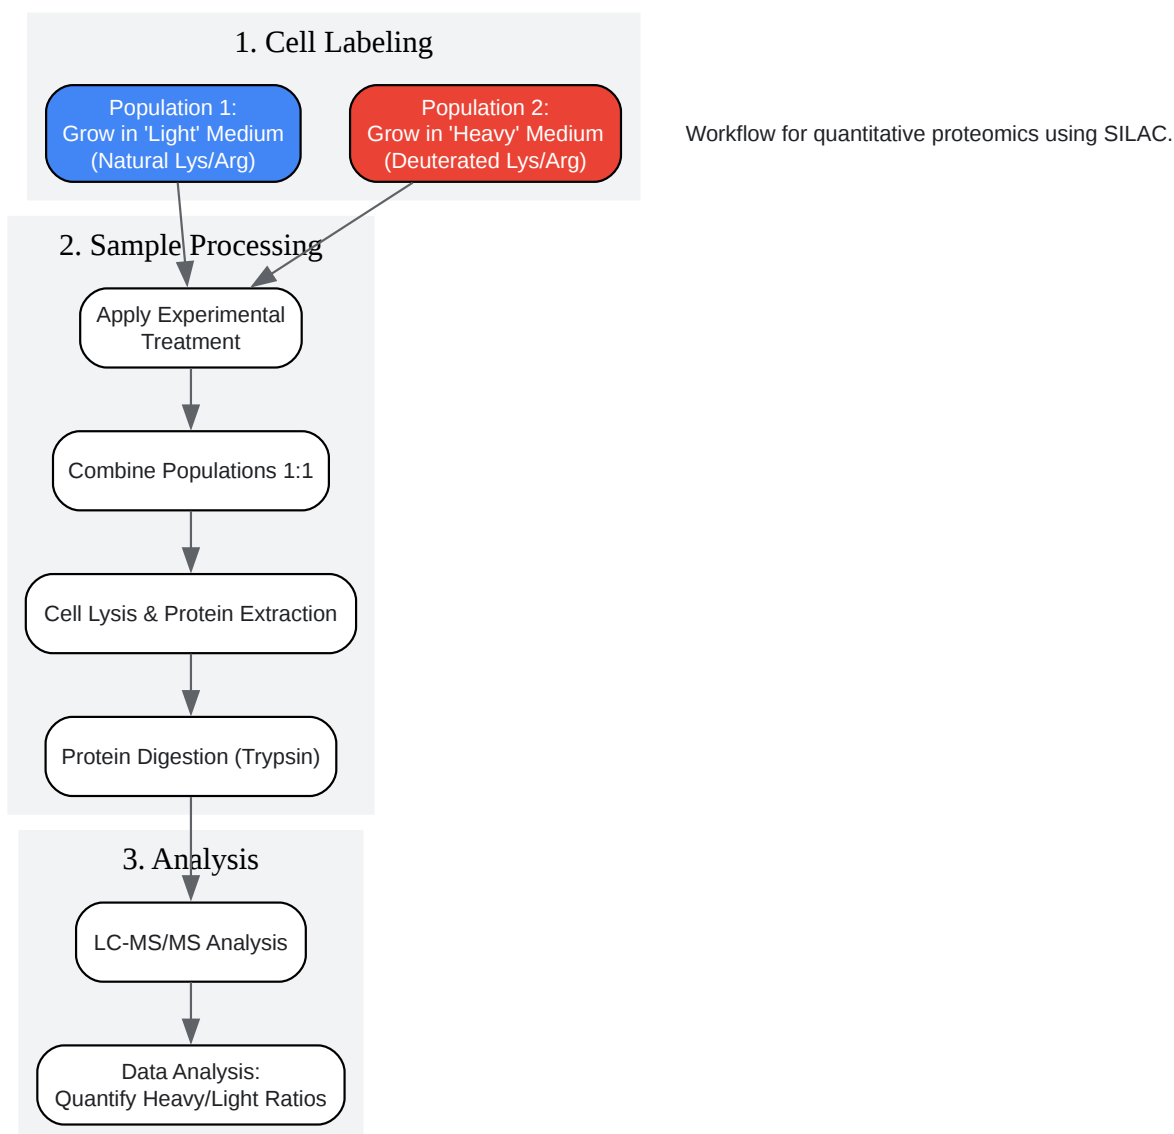 1. Cell Labeling
Population 1:
Grow in 'Light' Medium
(Natural Lys/Arg)
Population 2:
Grow in 'Heavy' Medium
(Deuterated Lys/Arg)
Workflow for quantitative proteomics using SILAC.
2. Sample Processing
Apply Experimental
Treatment
Combine Populations 1:1
Cell Lysis & Protein Extraction
Protein Digestion (Trypsin)
3. Analysis
LC-MS/MS Analysis
Data Analysis:
Quantify Heavy/Light Ratios